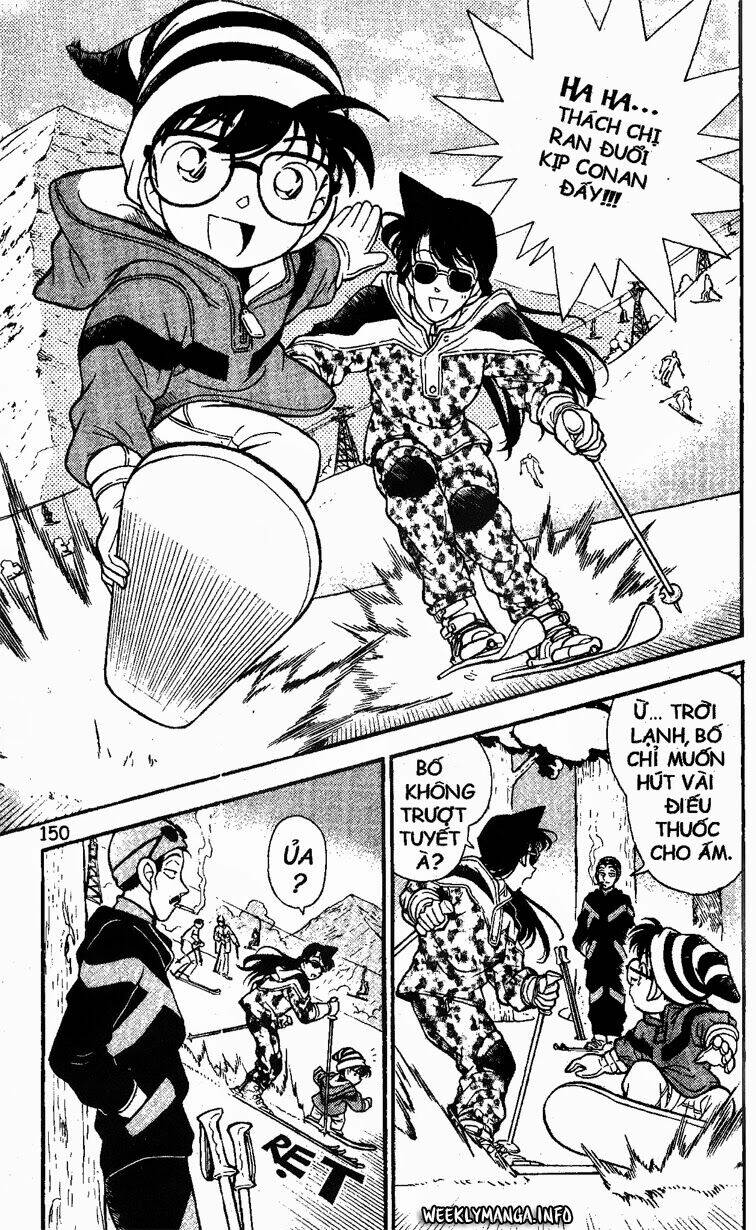 HA HA...
THÁCH CHỊ
RAN ĐUỔI
KỊP CONAN
ĐẤY!!!
Ừ... TRỜI
LẠNH, BỐ
CHỈ MUỐN
HÚT VÀI
ĐIẾU
THUỐC
CHO ẤM.
BỐ
KHÔNG
TRƯỢT
TUYẾT
À?
150
ỦA
?
RẸT
WEEKLYMANGA.INFO